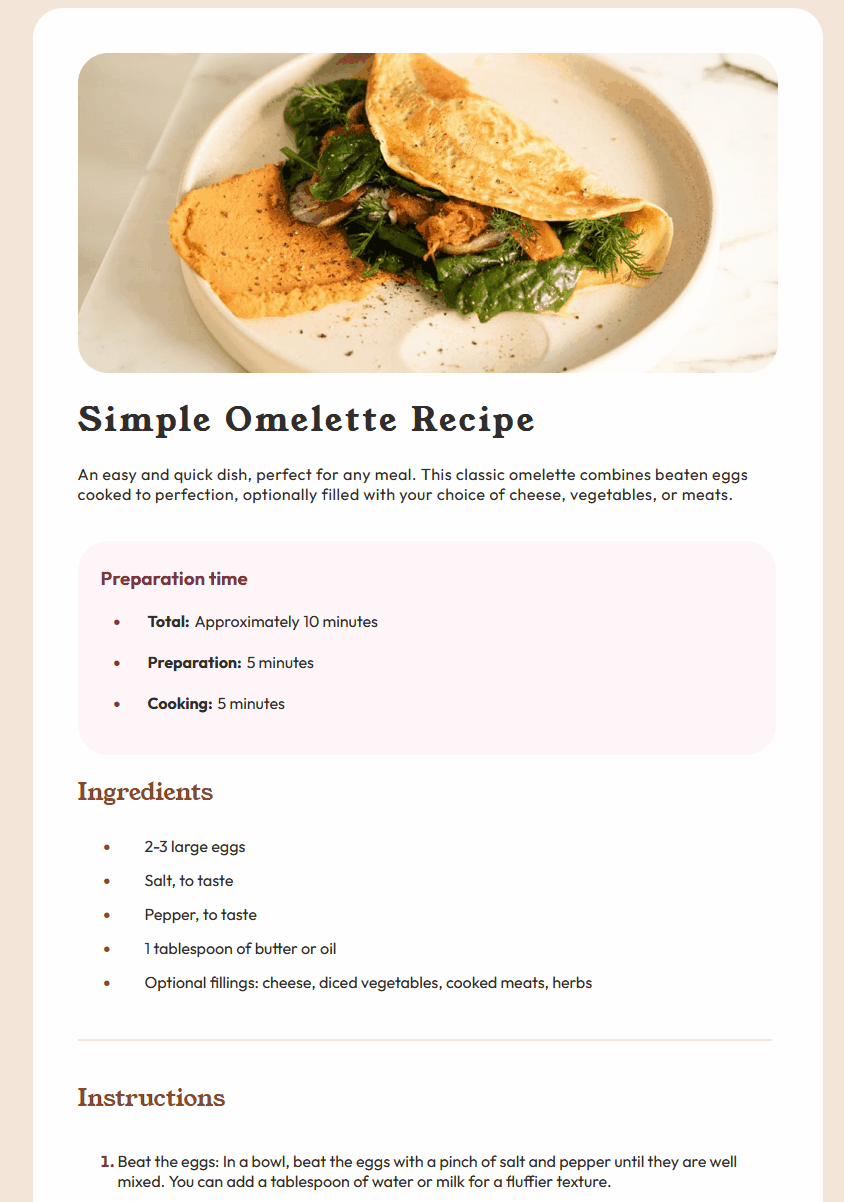 Simple Omelette Recipe
An easy and quick dish, perfect for any meal. This classic omelette combines beaten eggs
cooked to perfection, optionally filled with your choice of cheese, vegetables, or meats.
Preparation time
• Total: Approximately 10 minutes
• Preparation: 5 minutes
• Cooking: 5 minutes
Ingredients
• 2-3 large eggs
• Salt, to taste
• Pepper, to taste
• 1 tablespoon of butter or oil
• Optional fillings: cheese, diced vegetables, cooked meats, herbs
Instructions
1. Beat the eggs: In a bowl, beat the eggs with a pinch of salt and pepper until they are well
mixed. You can add a tablespoon of water or milk for a fluffier texture.